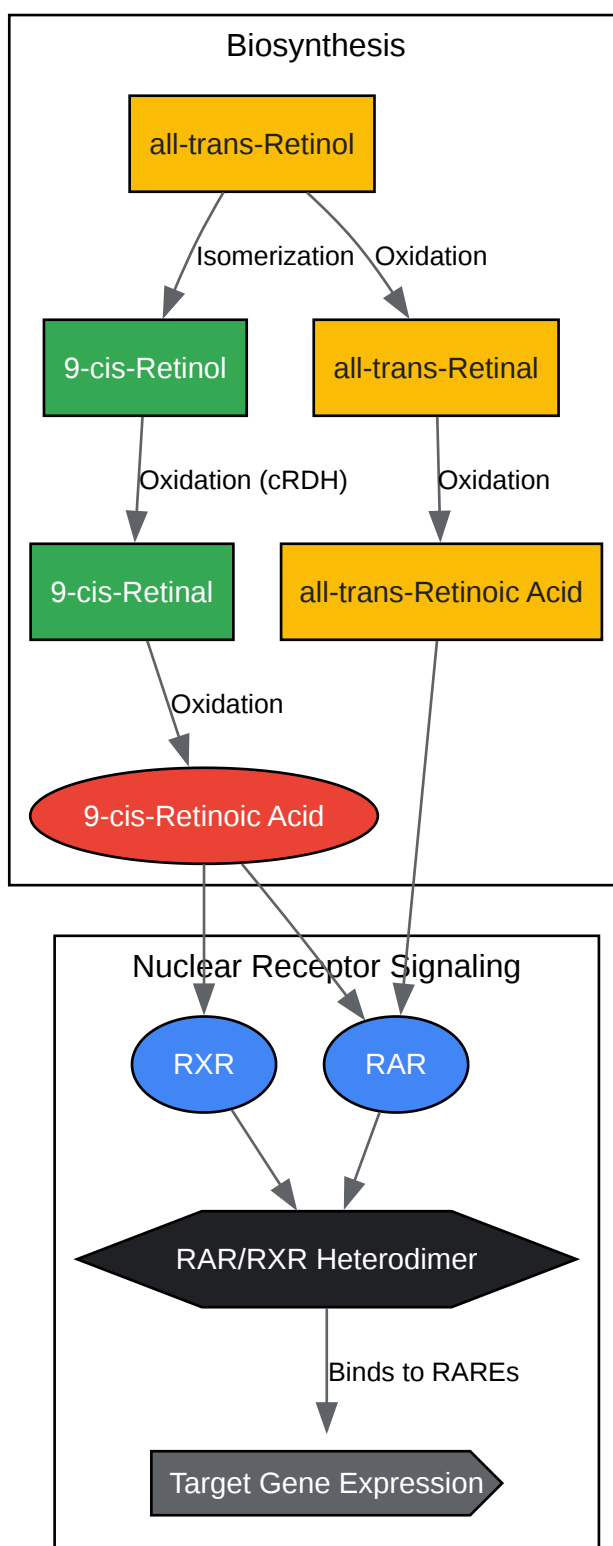 Biosynthesis
all-trans-Retinol
Isomerization
Oxidation
9-cis-Retinol
all-trans-Retinal
Oxidation (cRDH)
Oxidation
9-cis-Retinal
all-trans-Retinoic Acid
Oxidation
9-cis-Retinoic Acid
Nuclear Receptor Signaling
RXR
RAR
RAR/RXR Heterodimer
Binds to RAREs
Target Gene Expression